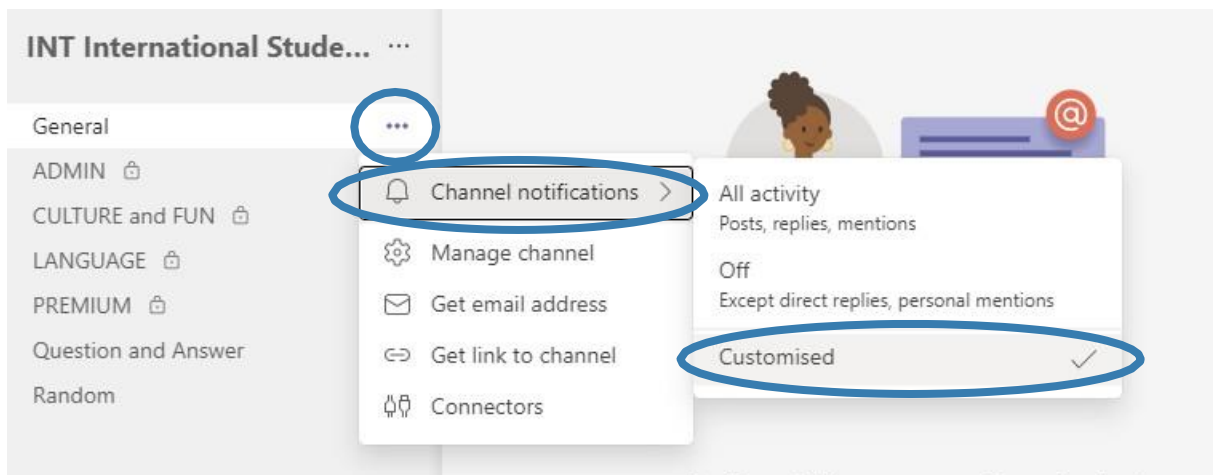 INT International Stude... ...
General ...
ADMIN
CULTURE and FUN
LANGUAGE
PREMIUM
Question and Answer
Random
Channel notifications
Manage channel
Get email address
Get link to channel
Connectors
All activity
Posts, replies, mentions
Off
Except direct replies, personal mentions
Customised
@